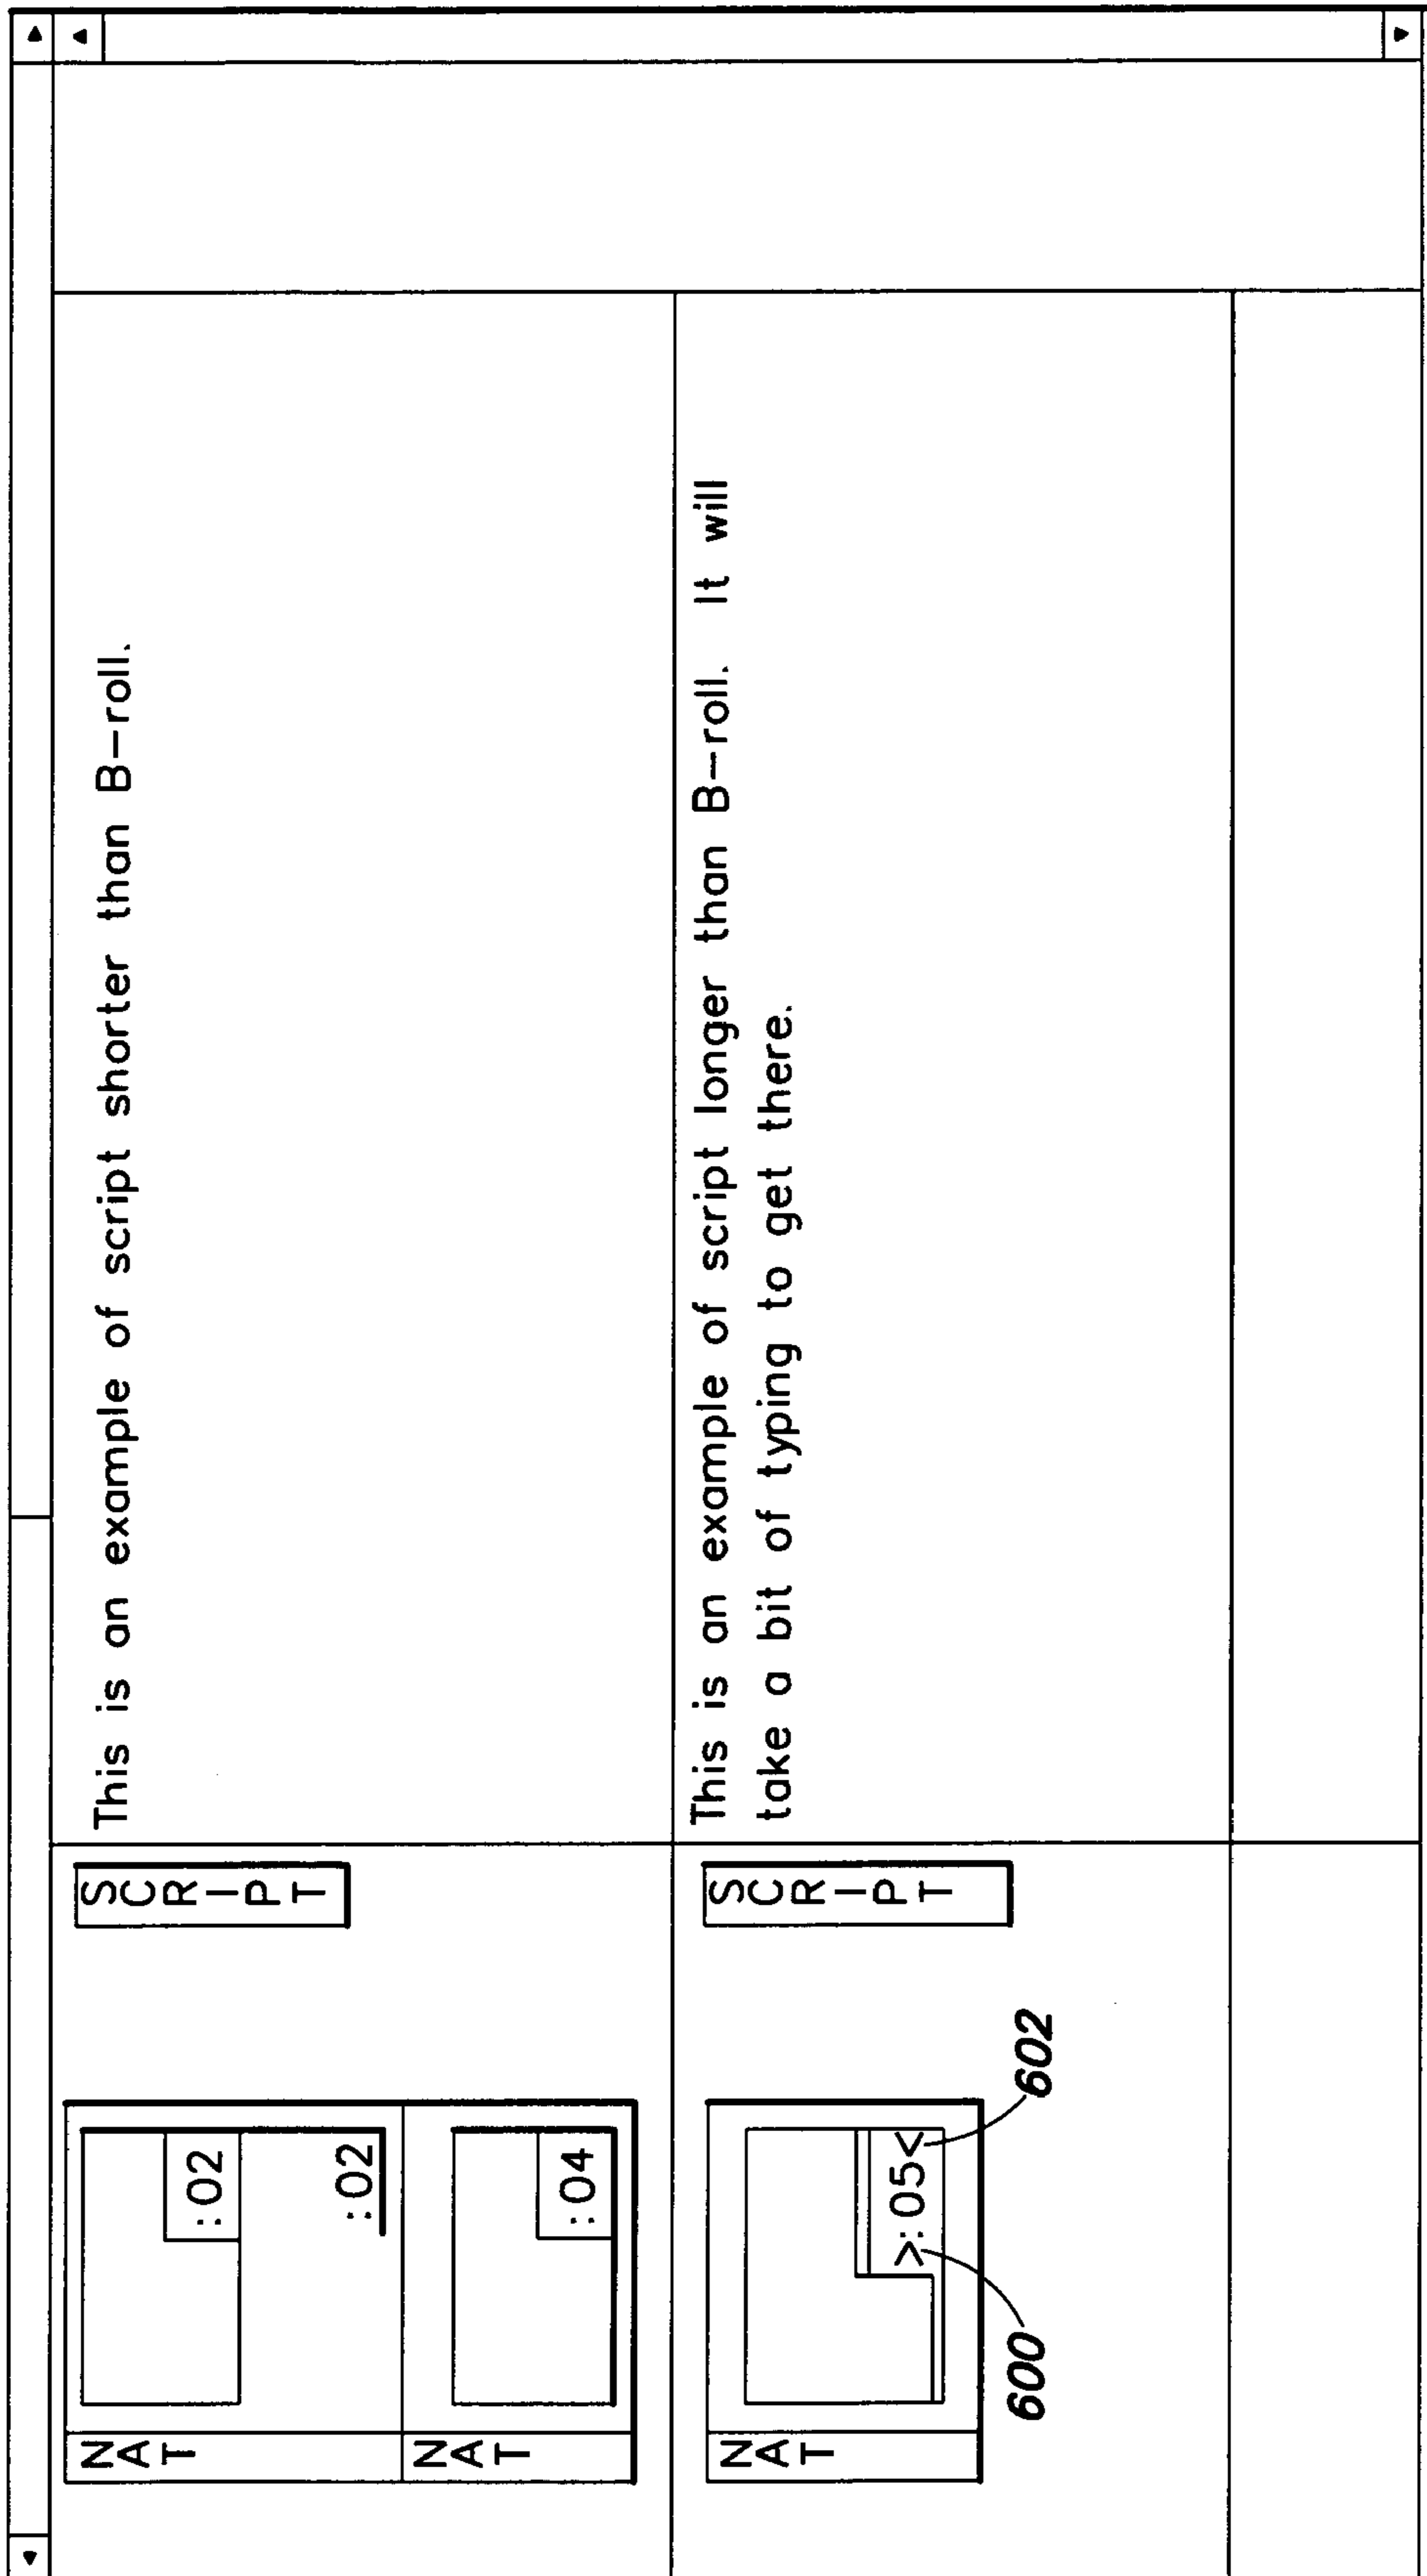 NAT
:02
:02
NAT
:04
SCRIPT
This is an example of script shorter than B-roll.
NAT
>:05<
600
602
SCRIPT
This is an example of script longer than B-roll. It will
take a bit of typing to get there.